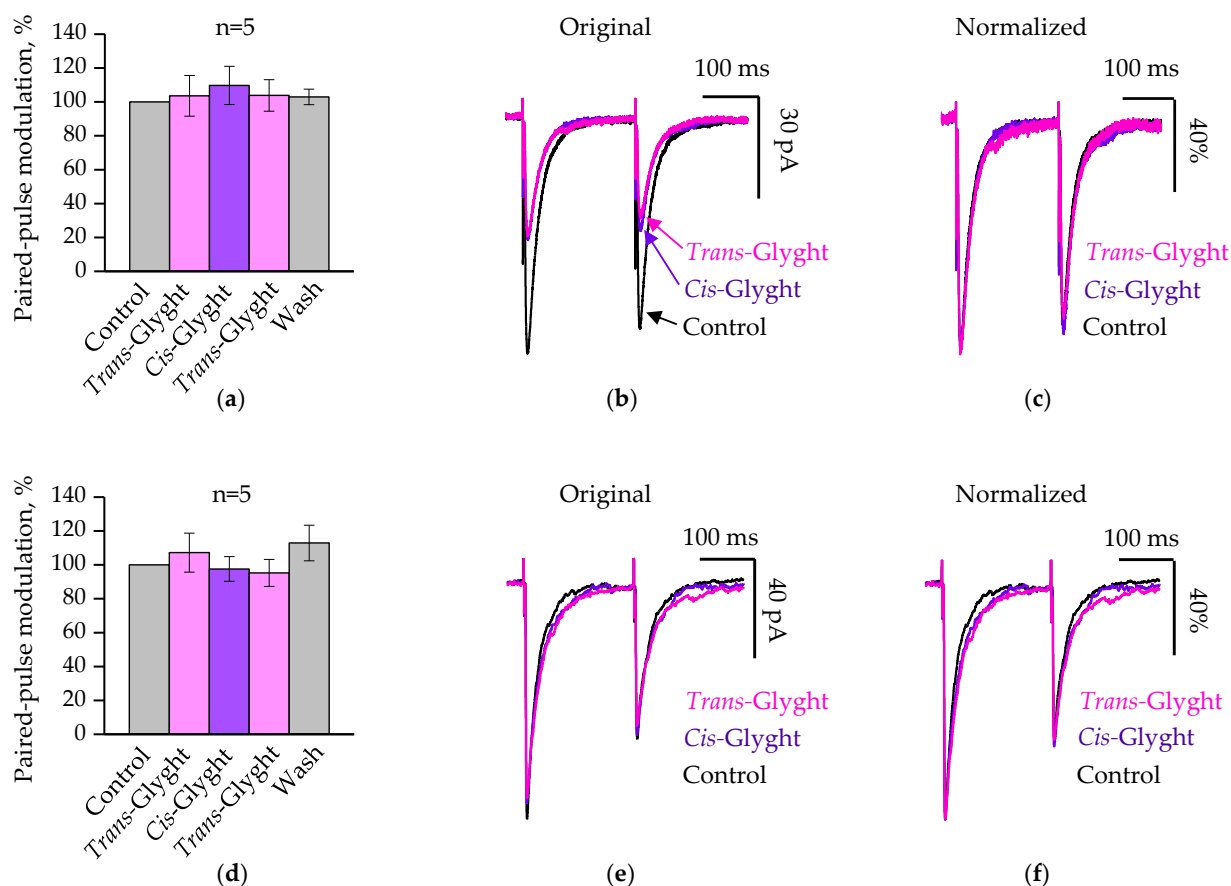 Paired-pulse modulation, %
140
120
100
80
60
40
20
0
n=5
Control
Trans-Glyght
Cis-Glyght
Trans-Glyght
Wash
(a)
Original
100 ms
30 pA
Trans-Glyght
Cis-Glyght
Control
(b)
Normalized
100 ms
40%
Trans-Glyght
Cis-Glyght
Control
(c)
Paired-pulse modulation, %
140
120
100
80
60
40
20
0
n=5
Control
Trans-Glyght
Cis-Glyght
Trans-Glyght
Wash
(d)
Original
100 ms
40 pA
Trans-Glyght
Cis-Glyght
Control
(e)
Normalized
100 ms
40%
Trans-Glyght
Cis-Glyght
Control
(f)